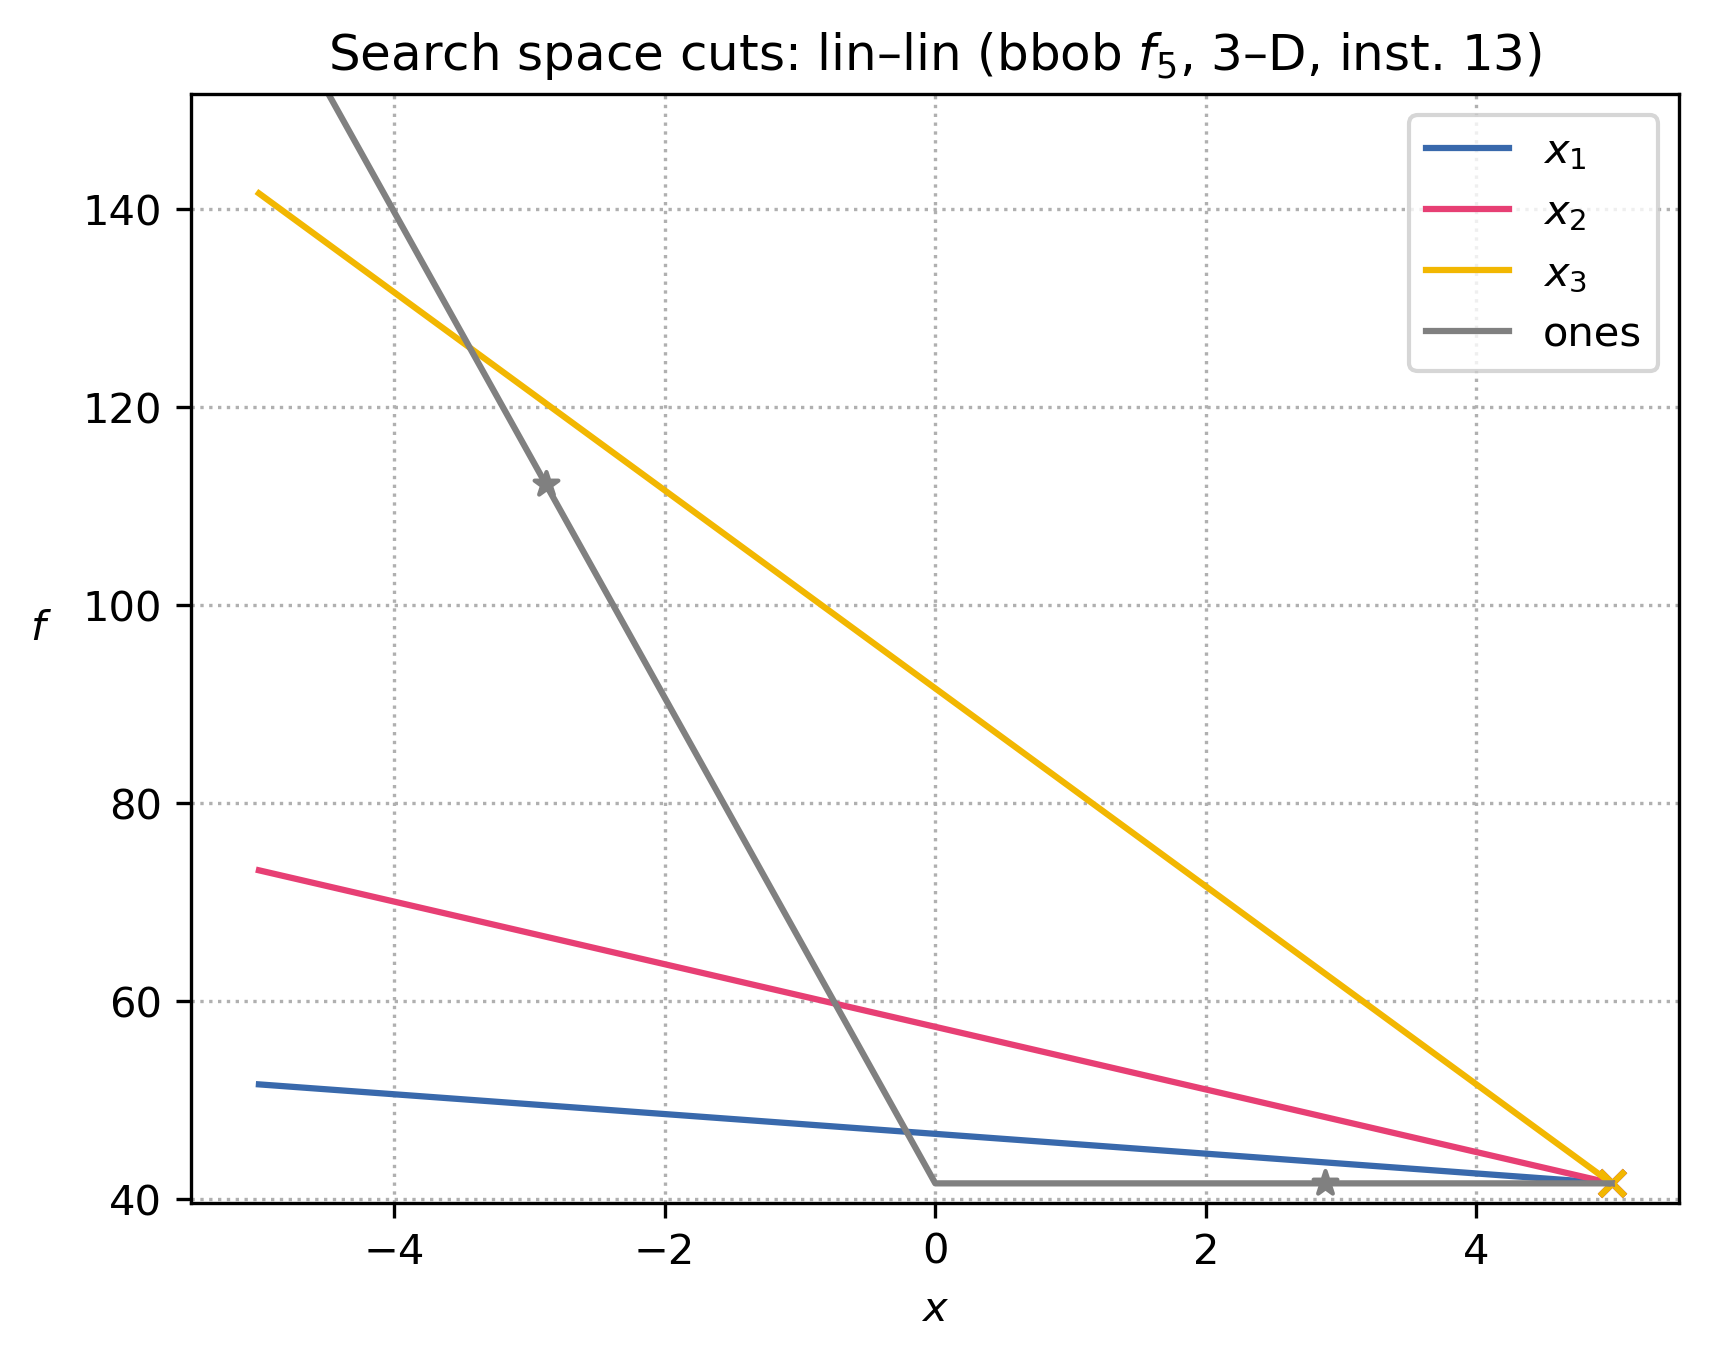 Search space cuts: lin–lin (bbob f₅, 3–D, inst. 13)
x₁
x₂
x₃
ones
140
120
100
80
60
40
f
−4 −2 0 2 4
x